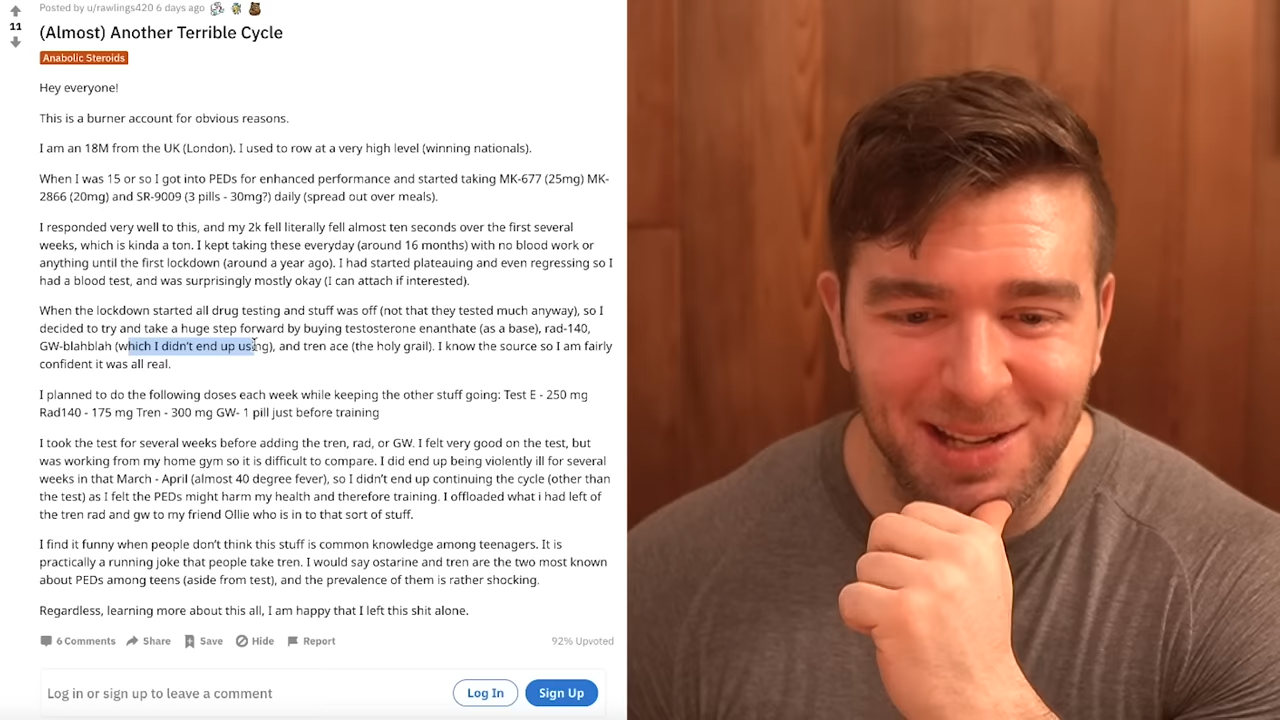 Posted by u/rawlings420 6 days ago
11
(Almost) Another Terrible Cycle
Anabolic Steroids
Hey everyone!
This is a burner account for obvious reasons.
I am an 18M from the UK (London). I used to row at a very high level (winning nationals).
When I was 15 or so I got into PEDs for enhanced performance and started taking MK-677 (25mg) MK-
2866 (20mg) and SR-9009 (3 pills - 30mg?) daily (spread out over meals).
I responded very well to this, and my 2k fell literally fell almost ten seconds over the first several
weeks, which is kinda a ton. I kept taking these everyday (around 16 months) with no blood work or
anything until the first lockdown (around a year ago). I had started plateauing and even regressing so I
had a blood test, and was surprisingly mostly okay (I can attach if interested).
When the lockdown started all drug testing and stuff was off (not that they tested much anyway), so I
decided to try and take a huge step forward by buying testosterone enanthate (as a base), rad-140,
GW-blahblah (which I didn't end up using), and tren ace (the holy grail). I know the source so I am fairly
confident it was all real.
I planned to do the following doses each week while keeping the other stuff going: Test E - 250 mg
Rad140 - 175 mg Tren - 300 mg GW- 1 pill just before training
I took the test for several weeks before adding the tren, rad, or GW. I felt very good on the test, but
was working from my home gym so it is difficult to compare. I did end up being violently ill for several
weeks in that March - April (almost 40 degree fever), so I didn't end up continuing the cycle (other than
the test) as I felt the PEDs might harm my health and therefore training. I offloaded what i had left of
the tren rad and gw to my friend Ollie who is in to that sort of stuff.
I find it funny when people don't think this stuff is common knowledge among teenagers. It is
practically a running joke that people take tren. I would say ostarine and tren are the two most known
about PEDs among teens (aside from test), and the prevalence of them is rather shocking.
Regardless, learning more about this all, I am happy that I left this shit alone.
6 Comments Share Save Hide Report 92% Upvoted
Log in or sign up to leave a comment Log In Sign Up